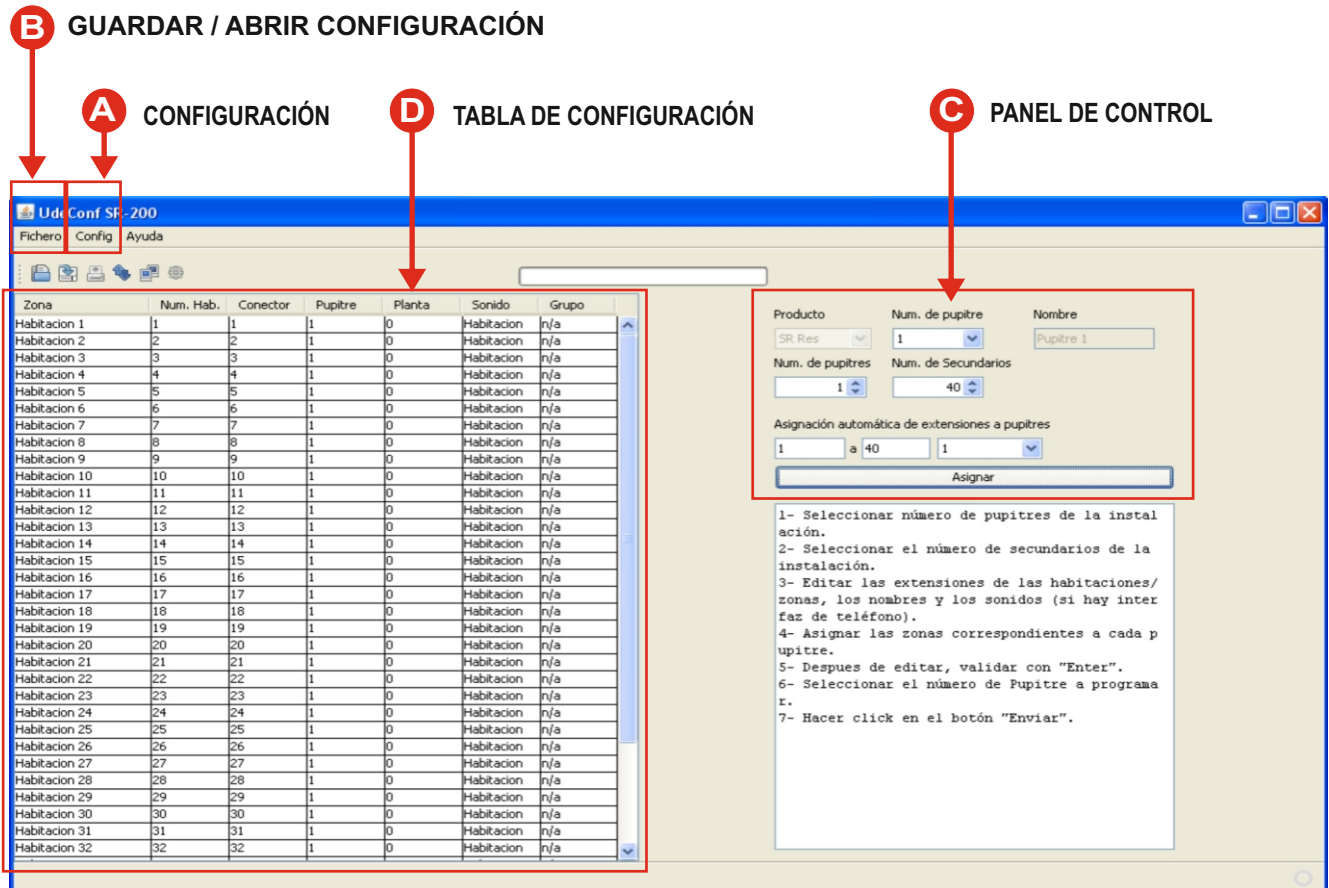 B GUARDAR / ABRIR CONFIGURACIÓN
A CONFIGURACIÓN D TABLA DE CONFIGURACIÓN C PANEL DE CONTROL
UdeConf SR-200
Fichero Config Ayuda
Zona Num. Hab. Conector Pupitre Planta Sonido Grupo
Habitacion 1 1 1 1 0 Habitacion n/a
Habitacion 2 2 2 1 0 Habitacion n/a
Habitacion 3 3 3 1 0 Habitacion n/a
Habitacion 4 4 4 1 0 Habitacion n/a
Habitacion 5 5 5 1 0 Habitacion n/a
Habitacion 6 6 6 1 0 Habitacion n/a
Habitacion 7 7 7 1 0 Habitacion n/a
Habitacion 8 8 8 1 0 Habitacion n/a
Habitacion 9 9 9 1 0 Habitacion n/a
Habitacion 10 10 10 1 0 Habitacion n/a
Habitacion 11 11 11 1 0 Habitacion n/a
Habitacion 12 12 12 1 0 Habitacion n/a
Habitacion 13 13 13 1 0 Habitacion n/a
Habitacion 14 14 14 1 0 Habitacion n/a
Habitacion 15 15 15 1 0 Habitacion n/a
Habitacion 16 16 16 1 0 Habitacion n/a
Habitacion 17 17 17 1 0 Habitacion n/a
Habitacion 18 18 18 1 0 Habitacion n/a
Habitacion 19 19 19 1 0 Habitacion n/a
Habitacion 20 20 20 1 0 Habitacion n/a
Habitacion 21 21 21 1 0 Habitacion n/a
Habitacion 22 22 22 1 0 Habitacion n/a
Habitacion 23 23 23 1 0 Habitacion n/a
Habitacion 24 24 24 1 0 Habitacion n/a
Habitacion 25 25 25 1 0 Habitacion n/a
Habitacion 26 26 26 1 0 Habitacion n/a
Habitacion 27 27 27 1 0 Habitacion n/a
Habitacion 28 28 28 1 0 Habitacion n/a
Habitacion 29 29 29 1 0 Habitacion n/a
Habitacion 30 30 30 1 0 Habitacion n/a
Habitacion 31 31 31 1 0 Habitacion n/a
Habitacion 32 32 32 1 0 Habitacion n/a
Producto Num. de pupitre Nombre
SR Res 1 Pupitre 1
Num. de pupitres Num. de Secundarios
1 40
Asignación automática de extensiones a pupitres
1 a 40 1
Asignar
1- Seleccionar número de pupitres de la instal
ación.
2- Seleccionar el número de secundarios de la
instalación.
3- Editar las extensiones de las habitaciones/
zonas, los nombres y los sonidos (si hay inter
faz de teléfono).
4- Asignar las zonas correspondientes a cada p
upitre.
5- Despues de editar, validar con "Enter".
6- Seleccionar el número de Pupitre a programa
r.
7- Hacer click en el botón "Enviar".